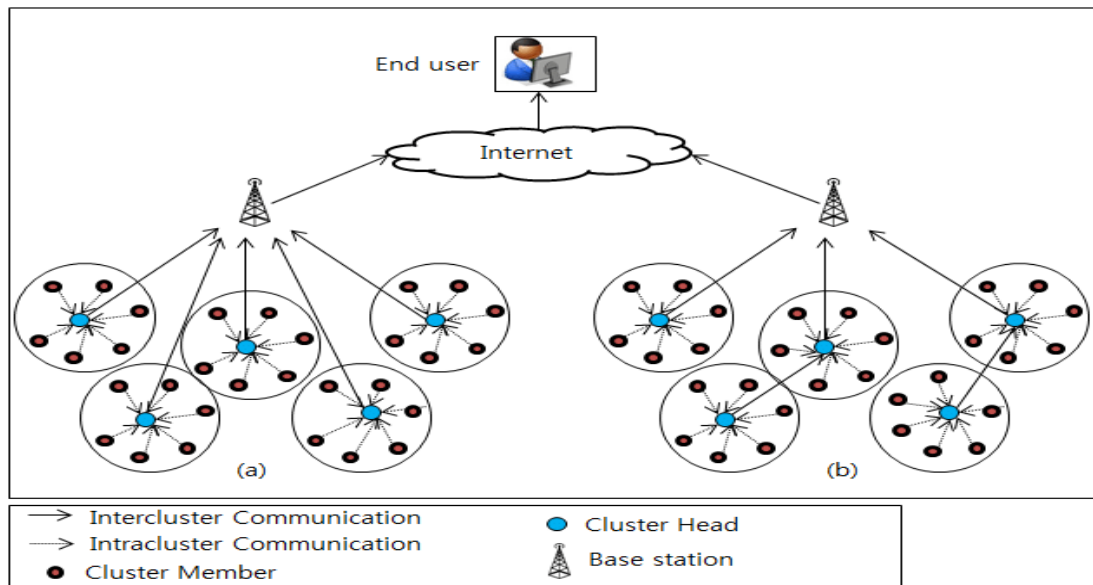 End user
Internet
(a)
(b)
Intercluster Communication
Intracluster Communication
Cluster Member
Cluster Head
Base station